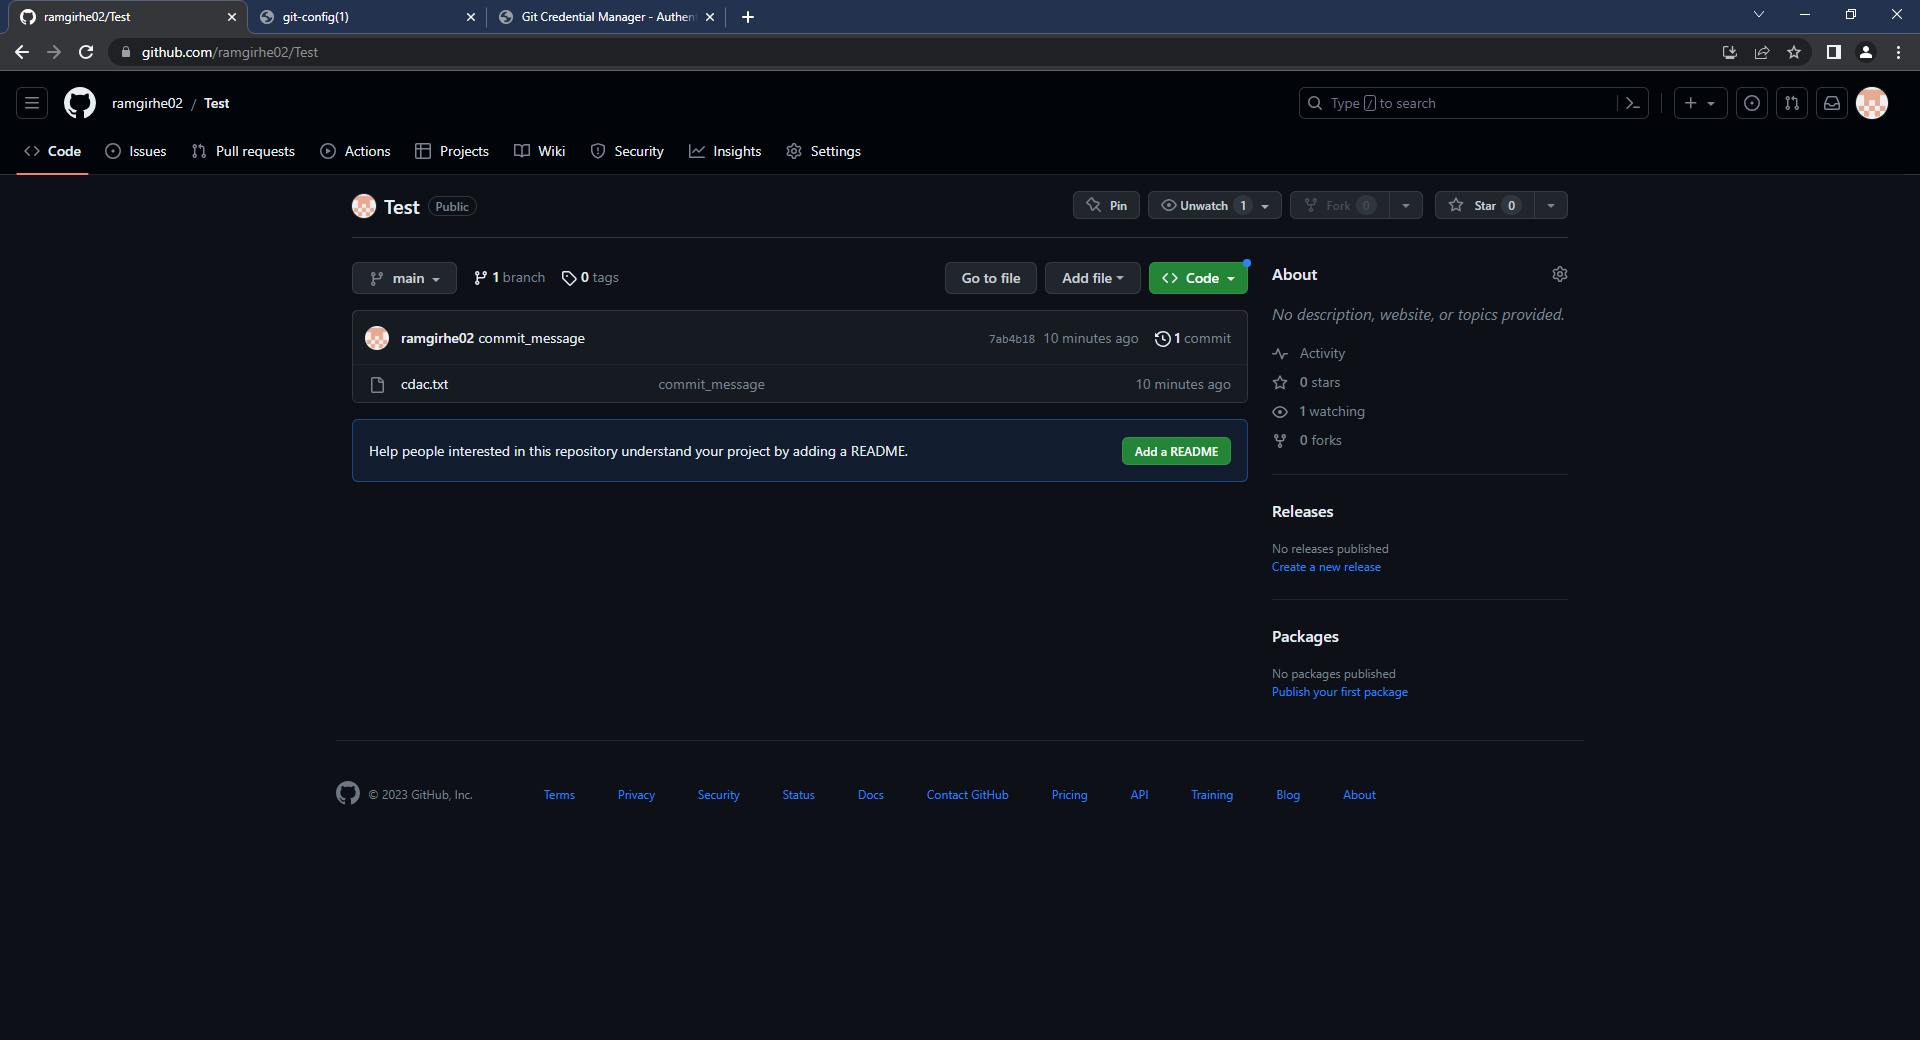 ramgirhe02/Test
git-config(1)
Git Credential Manager - Authen
github.com/ramgirhe02/Test
ramgirhe02 / Test
Type / to search
Code Issues Pull requests Actions Projects Wiki Security Insights Settings
Test Public
Pin Unwatch 1 Fork 0 Star 0
main 1 branch 0 tags Go to file Add file Code
ramgirhe02 commit_message 7ab4b18 10 minutes ago 1 commit
cdac.txt commit_message 10 minutes ago
Help people interested in this repository understand your project by adding a README. Add a README
About
No description, website, or topics provided.
Activity
0 stars
1 watching
0 forks
Releases
No releases published
Create a new release
Packages
No packages published
Publish your first package
© 2023 GitHub, Inc. Terms Privacy Security Status Docs Contact GitHub Pricing API Training Blog About